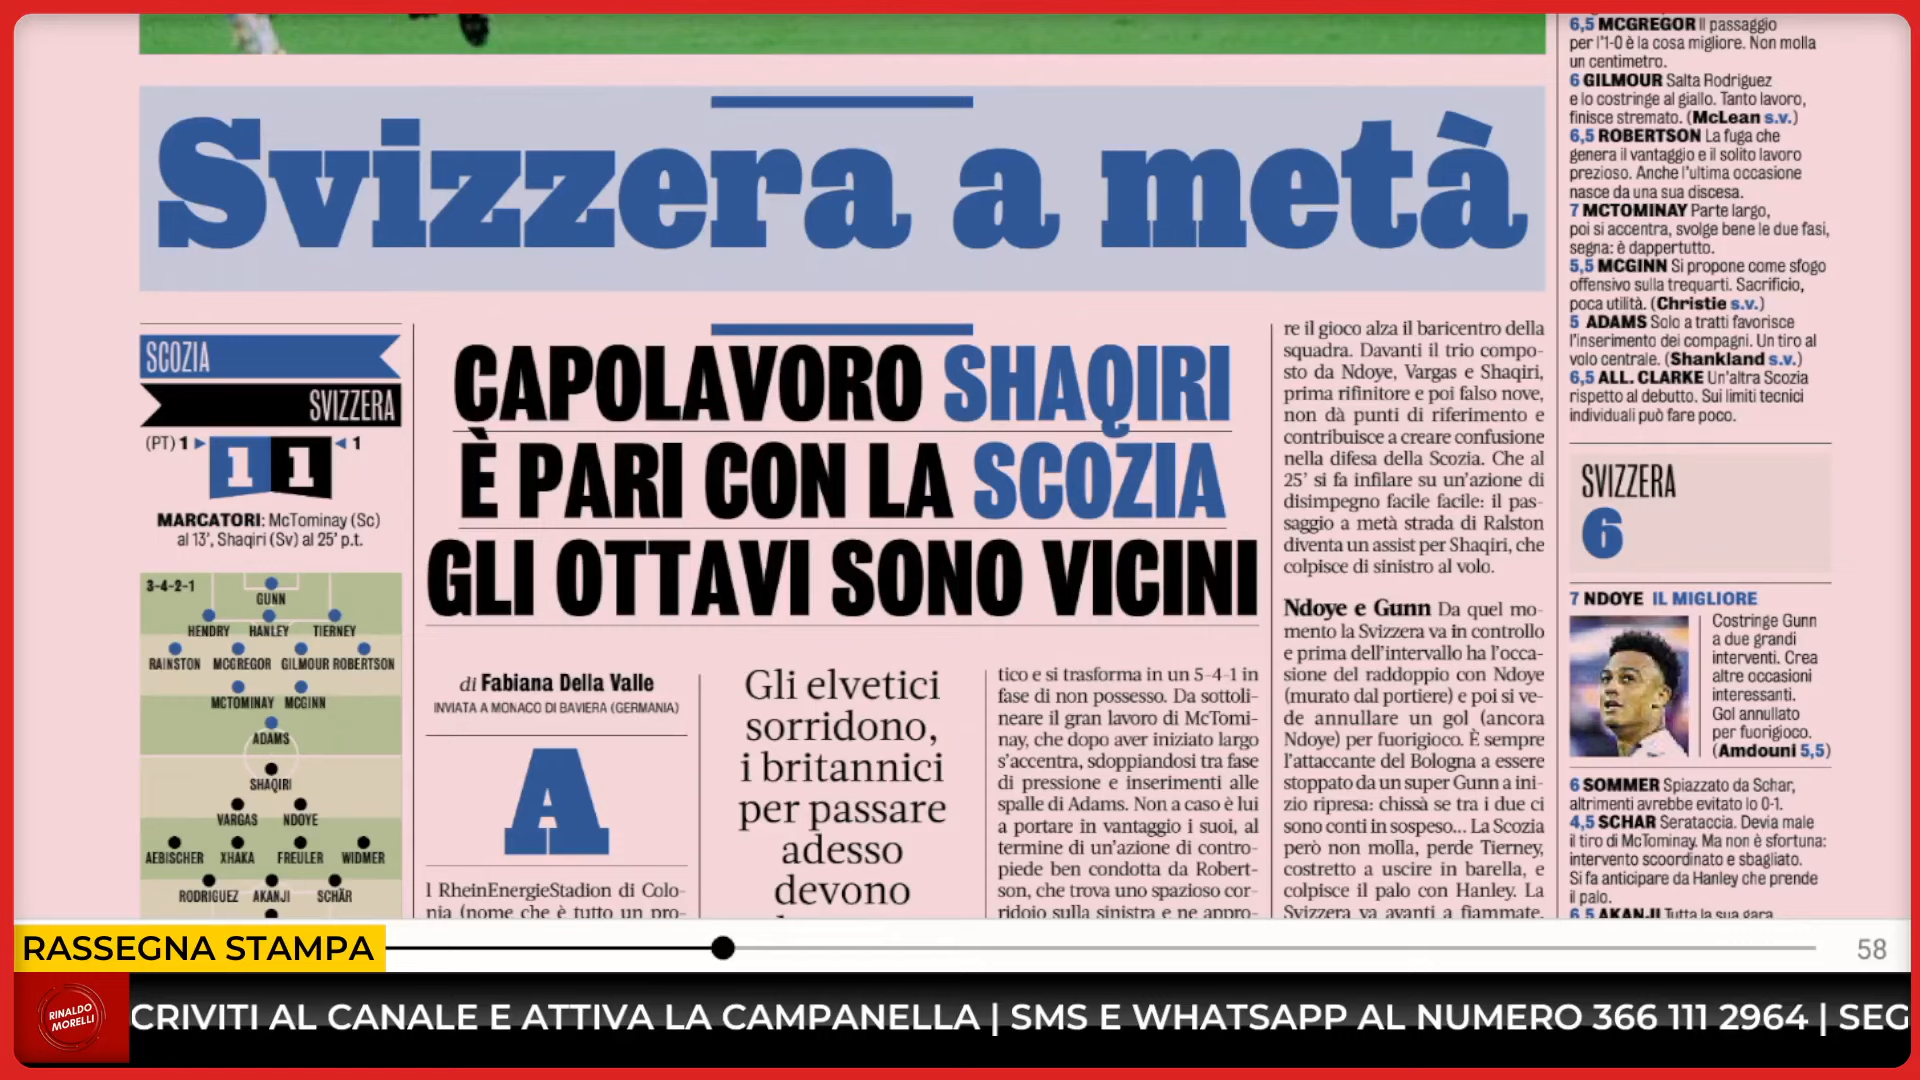 Svizzera a metà
SCOZIA
SVIZZERA
(PT) 1 1 1 1
MARCATORI: McTominay (Sc)
al 13', Shaqiri (Sv) al 25' p.t.
3-4-2-1
GUNN
HENDRY HANLEY TIERNEY
RAINSTON MCGREGOR GILMOUR ROBERTSON
MCTOMINAY MCGINN
ADAMS
SHAQIRI
VARGAS NDOYE
AEBISCHER XHAKA FREULER WIDMER
RODRIGUEZ AKANJI SCHÄR
CAPOLAVORO SHAQIRI
È PARI CON LA SCOZIA
GLI OTTAVI SONO VICINI
di Fabiana Della Valle
INVIATA A MONACO DI BAVIERA (GERMANIA)
A
l RheinEnergieStadion di Colo-
nia (nome che è tutto un pro-
Gli elvetici
sorridono,
i britannici
per passare
adesso
devono
tico e si trasforma in un 5-4-1 in
fase di non possesso. Da sottoli-
neare il gran lavoro di McTomi-
nay, che dopo aver iniziato largo
s'accentra, sdoppiandosi tra fase
di pressione e inserimenti alle
spalle di Adams. Non a caso è lui
a portare in vantaggio i suoi, al
termine di un'azione di contro-
piede ben condotta da Robert-
son, che trova uno spazioso cor-
ridoio sulla sinistra e ne appro-
re il gioco alza il baricentro della
squadra. Davanti il trio compo-
sto da Ndoye, Vargas e Shaqiri,
prima rifinitore e poi falso nove,
non dà punti di riferimento e
contribuisce a creare confusione
nella difesa della Scozia. Che al
25' si fa infilare su un'azione di
disimpegno facile facile: il pas-
saggio a metà strada di Ralston
diventa un assist per Shaqiri, che
colpisce di sinistro al volo.
Ndoye e Gunn Da quel mo-
mento la Svizzera va in controllo
e prima dell'intervallo ha l'occa-
sione del raddoppio con Ndoye
(murato dal portiere) e poi si ve-
de annullare un gol (ancora
Ndoye) per fuorigioco. È sempre
l'attaccante del Bologna a essere
stoppato da un super Gunn a ini-
zio ripresa: chissà se tra i due ci
sono conti in sospeso... La Scozia
però non molla, perde Tierney,
costretto a uscire in barella, e
colpisce il palo con Hanley. La
Svizzera va avanti a fiammate,
6,5 MCGREGOR Il passaggio
per l'1-0 è la cosa migliore. Non molla
un centimetro.
6 GILMOUR Salta Rodriguez
e lo costringe al giallo. Tanto lavoro,
finisce stremato. (McLean s.v.)
6,5 ROBERTSON La fuga che
genera il vantaggio e il solito lavoro
prezioso. Anche l'ultima occasione
nasce da una sua discesa.
7 MCTOMINAY Parte largo,
poi si accentra, svolge bene le due fasi,
segna: è dappertutto.
5,5 MCGINN Si propone come sfogo
offensivo sulla trequarti. Sacrificio,
poca utilità. (Christie s.v.)
5 ADAMS Solo a tratti favorisce
l'inserimento dei compagni. Un tiro al
volo centrale. (Shankland s.v.)
6,5 ALL. CLARKE Un'altra Scozia
rispetto al debutto. Sui limiti tecnici
individuali può fare poco.
SVIZZERA
6
7 NDOYE IL MIGLIORE
Costringe Gunn
a due grandi
interventi. Crea
altre occasioni
interessanti.
Gol annullato
per fuorigioco.
(Amdouni 5,5)
6 SOMMER Spiazzato da Schar,
altrimenti avrebbe evitato lo 0-1.
4,5 SCHAR Serataccia. Devia male
il tiro di McTominay. Ma non è sfortuna:
intervento scoordinato e sbagliato.
Si fa anticipare da Hanley che prende
il palo.
6,5 AKANJI Tutta la sua gara
RASSEGNA STAMPA
58
RINALDO
MORELLI
CRIVITI AL CANALE E ATTIVA LA CAMPANELLA | SMS E WHATSAPP AL NUMERO 366 111 2964 | SEG